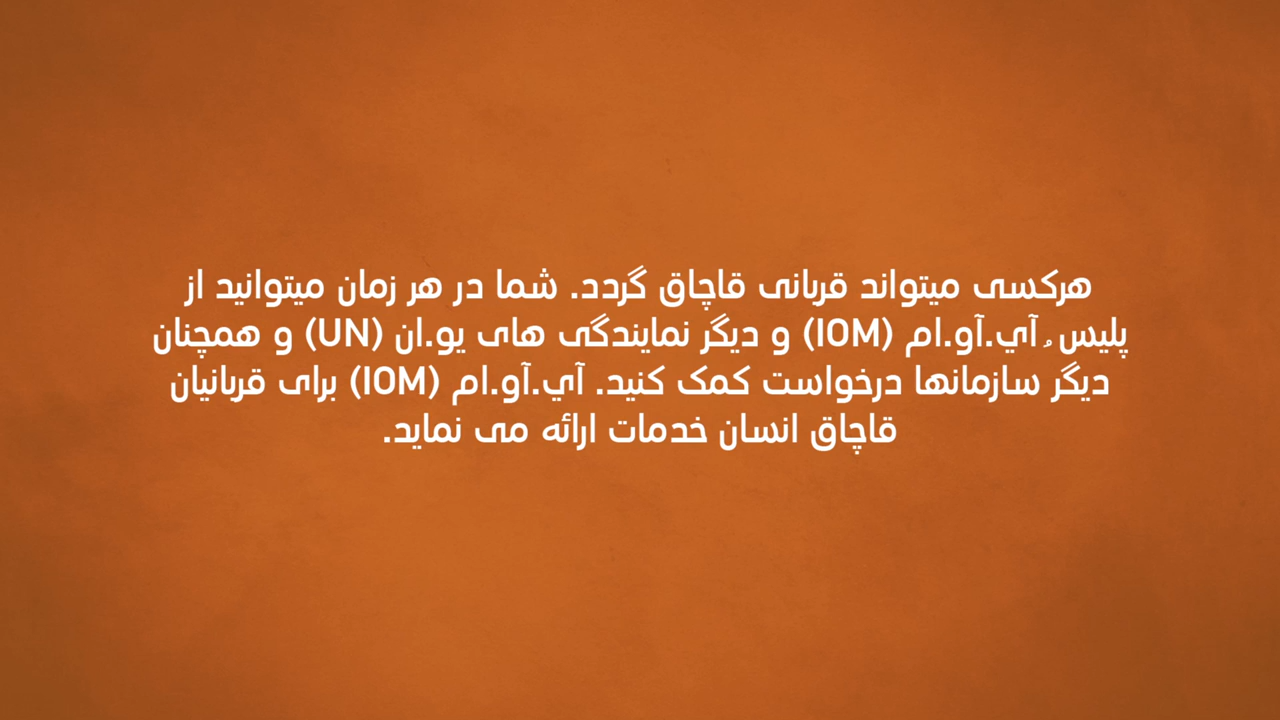 هرکسی میتواند قربانی قاچاق گردد. شما در هر زمان میتوانید از
پلیس، آي.آو.ام (IOM) و دیگر نمایندگی های یو.ان (UN) و همچنان
دیگر سازمانها درخواست کمک کنید. آي.آو.ام (IOM) برای قربانیان
قاچاق انسان خدمات ارائه می نماید.